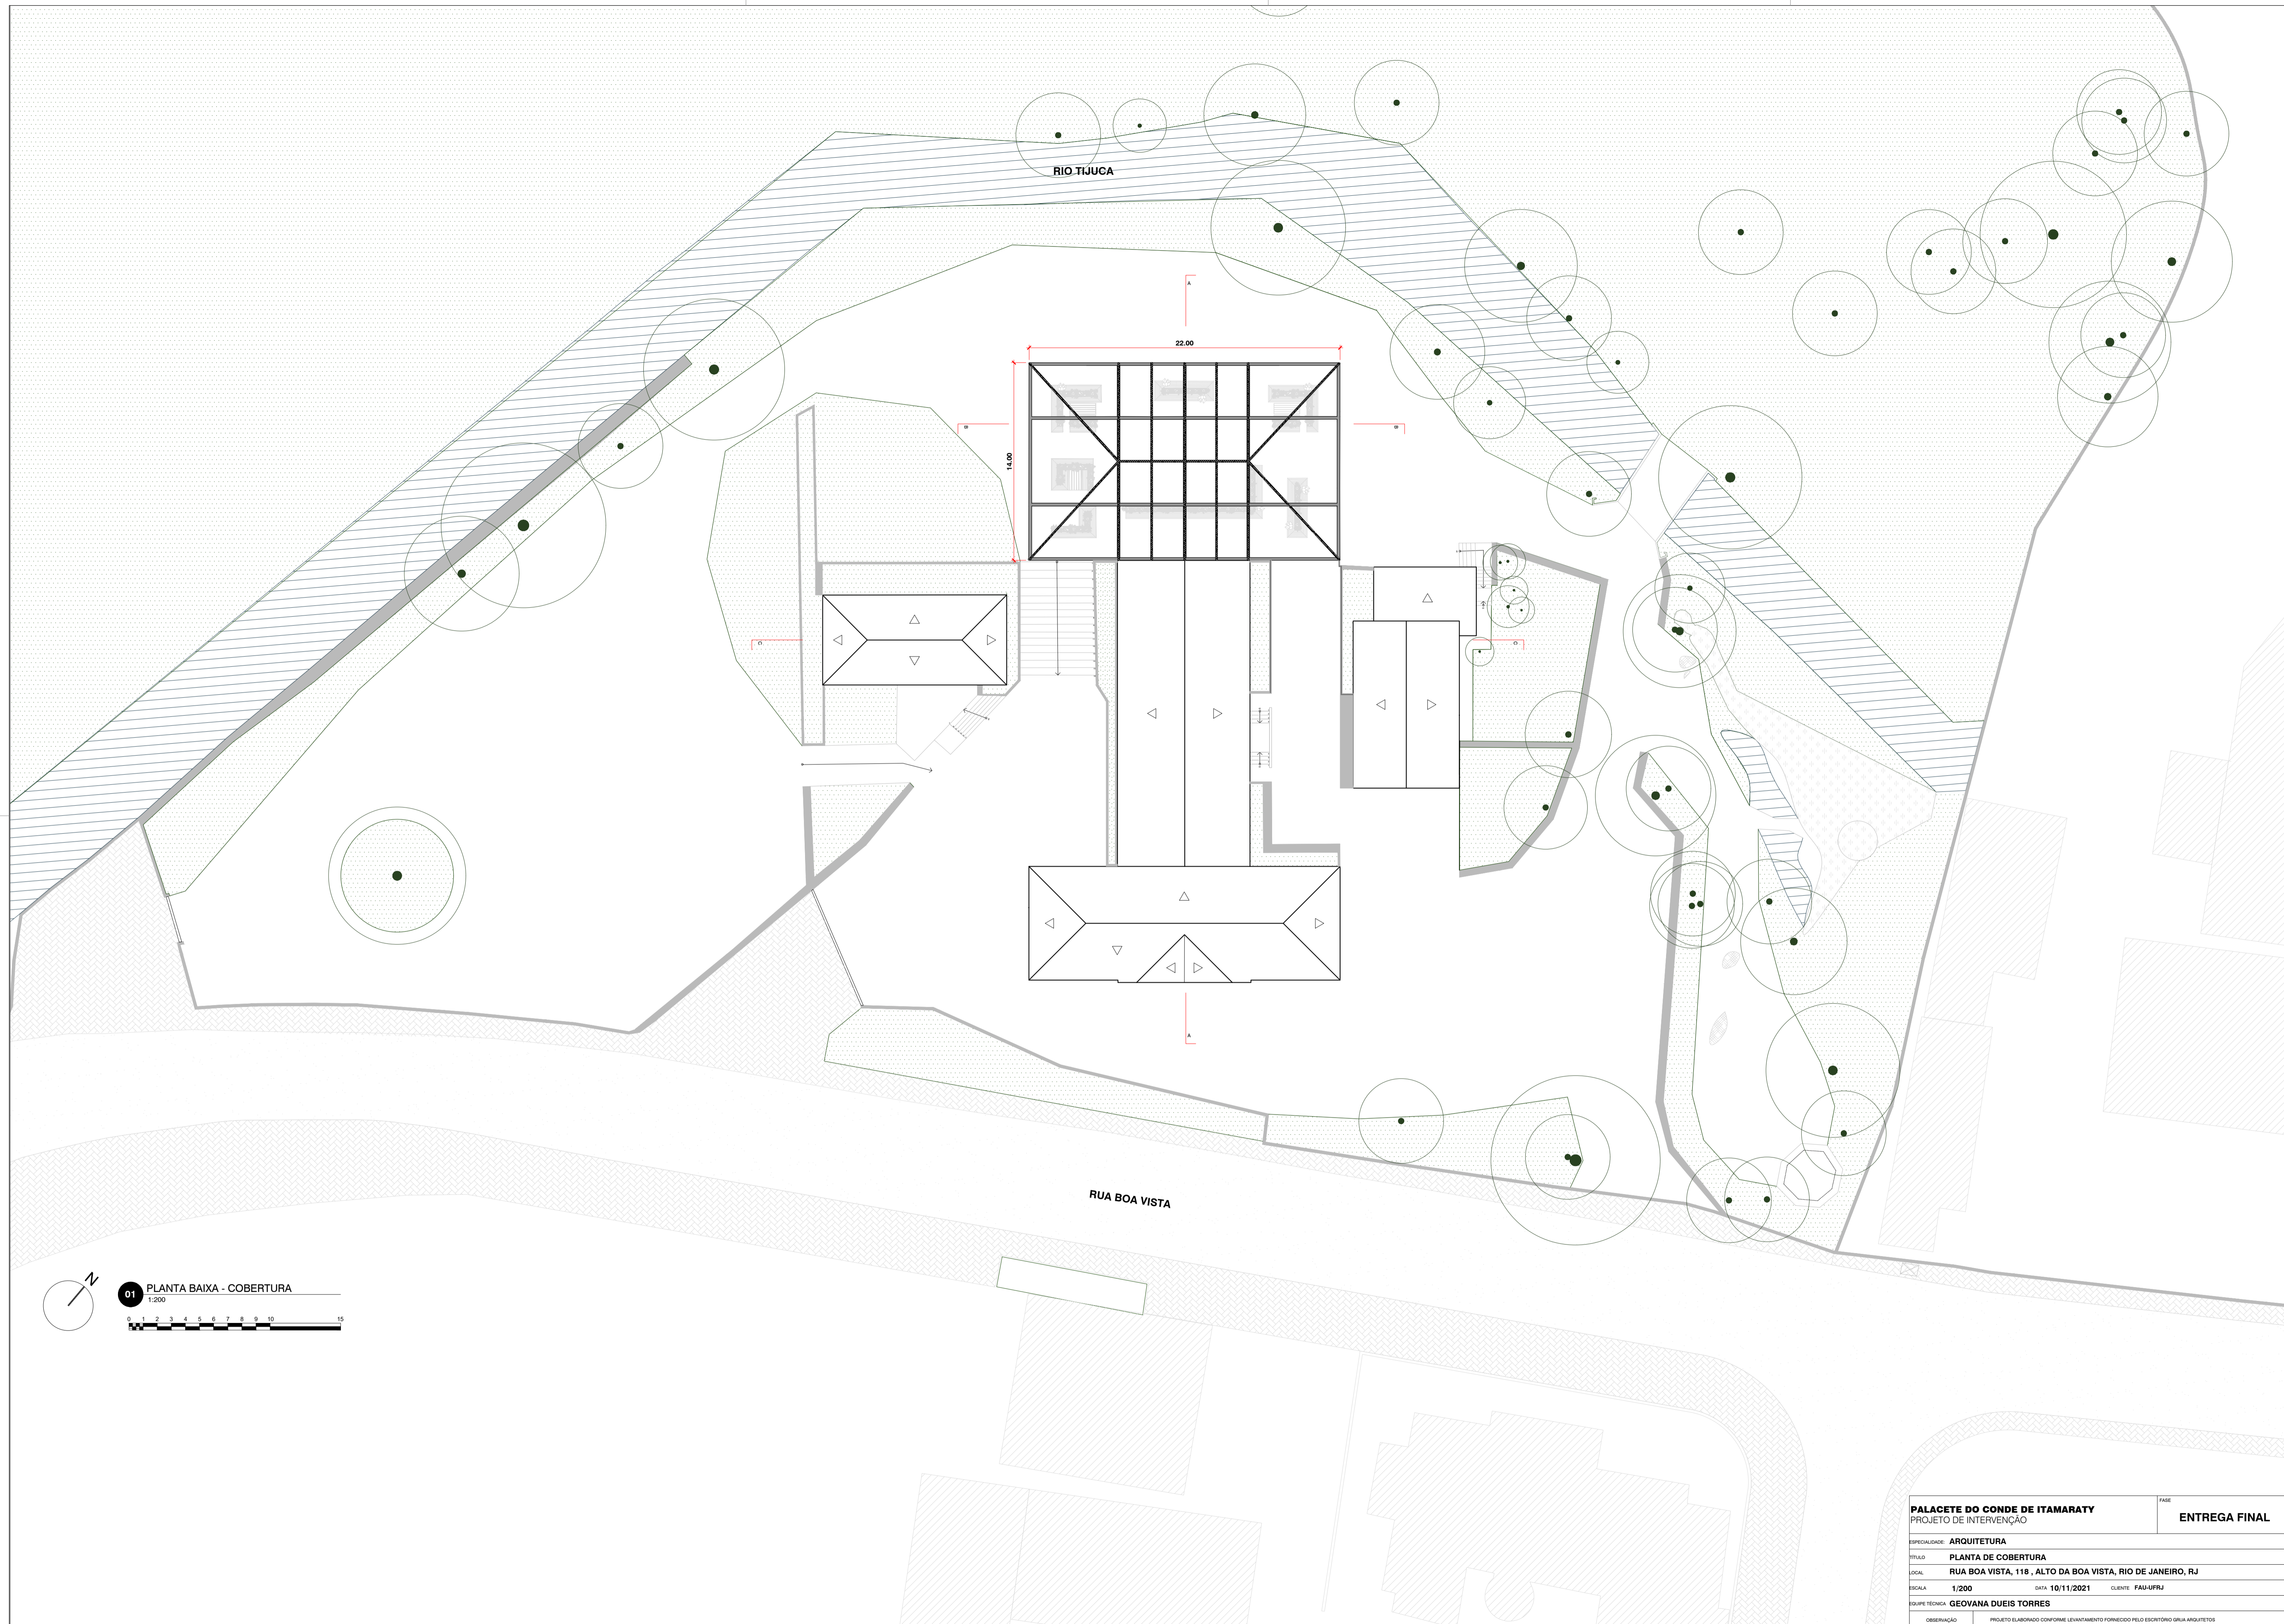 RIO TIJUCA
A
22.00
B
B
14.00
C
C
A
RUA BOA VISTA
N
01
PLANTA BAIXA - COBERTURA
1:200
0 1 2 3 4 5 6 7 8 9 10 15
PALACETE DO CONDE DE ITAMARATY
PROJETO DE INTERVENÇÃO
FASE
ENTREGA FINAL
ESPECIALIDADE: ARQUITETURA
TÍTULO PLANTA DE COBERTURA
LOCAL RUA BOA VISTA, 118 , ALTO DA BOA VISTA, RIO DE JANEIRO, RJ
ESCALA 1/200 DATA 10/11/2021 CLIENTE FAU-UFRJ
EQUIPE TÉCNICA GEOVANA DUEIS TORRES
OBSERVAÇÃO PROJETO ELABORADO CONFORME LEVANTAMENTO FORNECIDO PELO ESCRITÓRIO GRUA ARQUITETOS